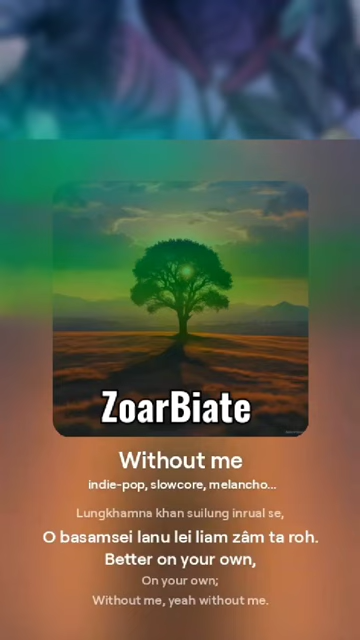 ZoarBiate
Without me
indie-pop, slowcore, melancho...
Lungkhamna khan suilung inrual se,
O basamsei lanu lei liam zâm ta roh.
Better on your own,
On your own;
Without me, yeah without me.